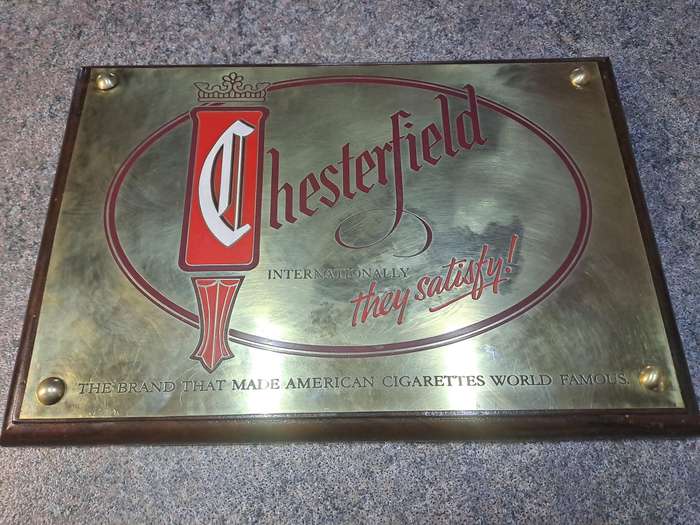 Chesterfield
INTERNATIONALLY
they satisfy!
THE BRAND THAT MADE AMERICAN CIGARETTES WORLD FAMOUS.